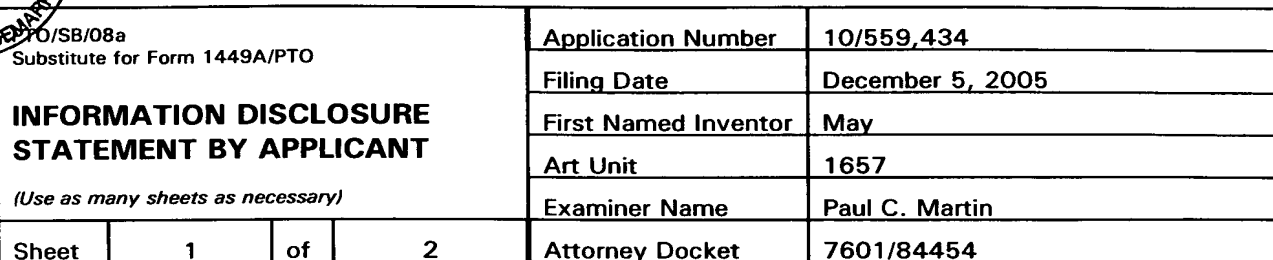 PTO/SB/08a
Substitute for Form 1449A/PTO
INFORMATION DISCLOSURE
STATEMENT BY APPLICANT
(Use as many sheets as necessary)
Sheet 1 of 2
Application Number 10/559,434
Filing Date December 5, 2005
First Named Inventor May
Art Unit 1657
Examiner Name Paul C. Martin
Attorney Docket 7601/84454